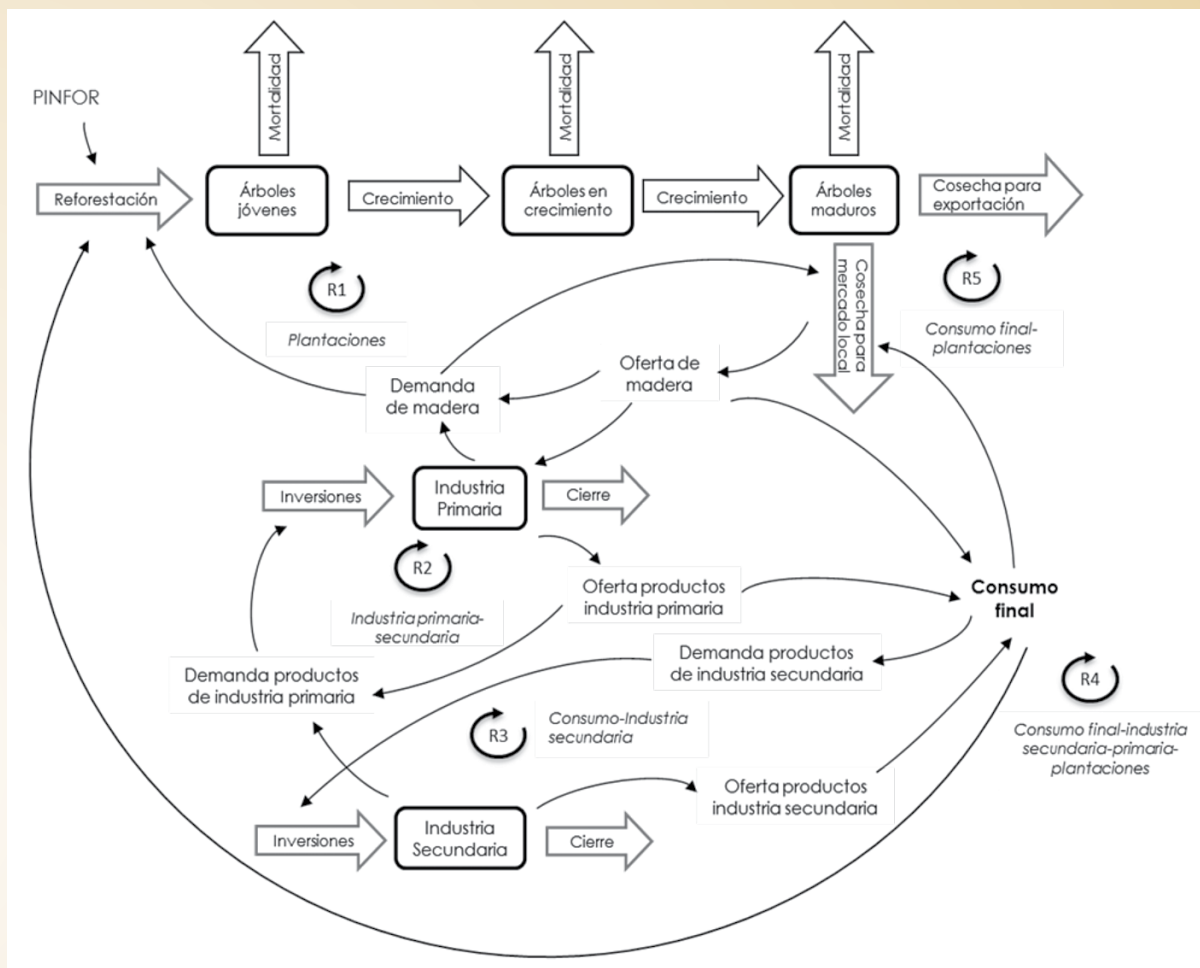 Mortalidad
Mortalidad
Mortalidad
PINFOR
Reforestación
Árboles
jóvenes
Crecimiento
Árboles en
crecimiento
Crecimiento
Árboles
maduros
Cosecha para
exportación
R1
Plantaciones
Cosecha para
mercado local
R5
Consumo final-
plantaciones
Demanda
de madera
Oferta de
madera
Inversiones
Industria
Primaria
Cierre
R2
Industria primaria-
secundaria
Oferta productos
industria primaria
Consumo
final
Demanda productos
de industria primaria
Demanda productos
de industria secundaria
R3
Consumo-Industria
secundaria
R4
Consumo final-industria
secundaria-primaria-
plantaciones
Oferta productos
industria secundaria
Inversiones
Industria
Secundaria
Cierre